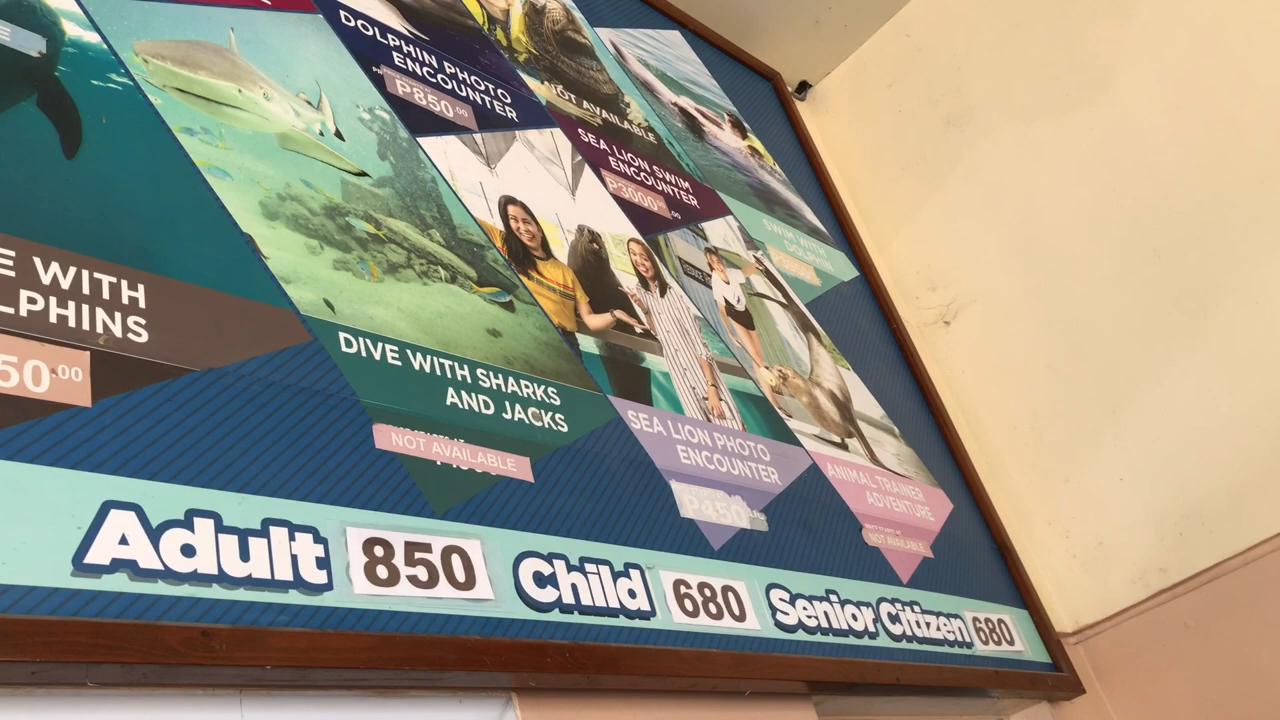 DOLPHIN PHOTO
ENCOUNTER
P850.00
NOT AVAILABLE
SEA LION SWIM
ENCOUNTER
P3000.00
SWIM WITH
DOLPHIN
E WITH
LPHINS
50.00
DIVE WITH SHARKS
AND JACKS
NOT AVAILABLE
SEA LION PHOTO
ENCOUNTER
P450
ANIMAL TRAINER
ADVENTURE
NOT AVAILABLE
Adult 850 Child 680 Senior Citizen 680